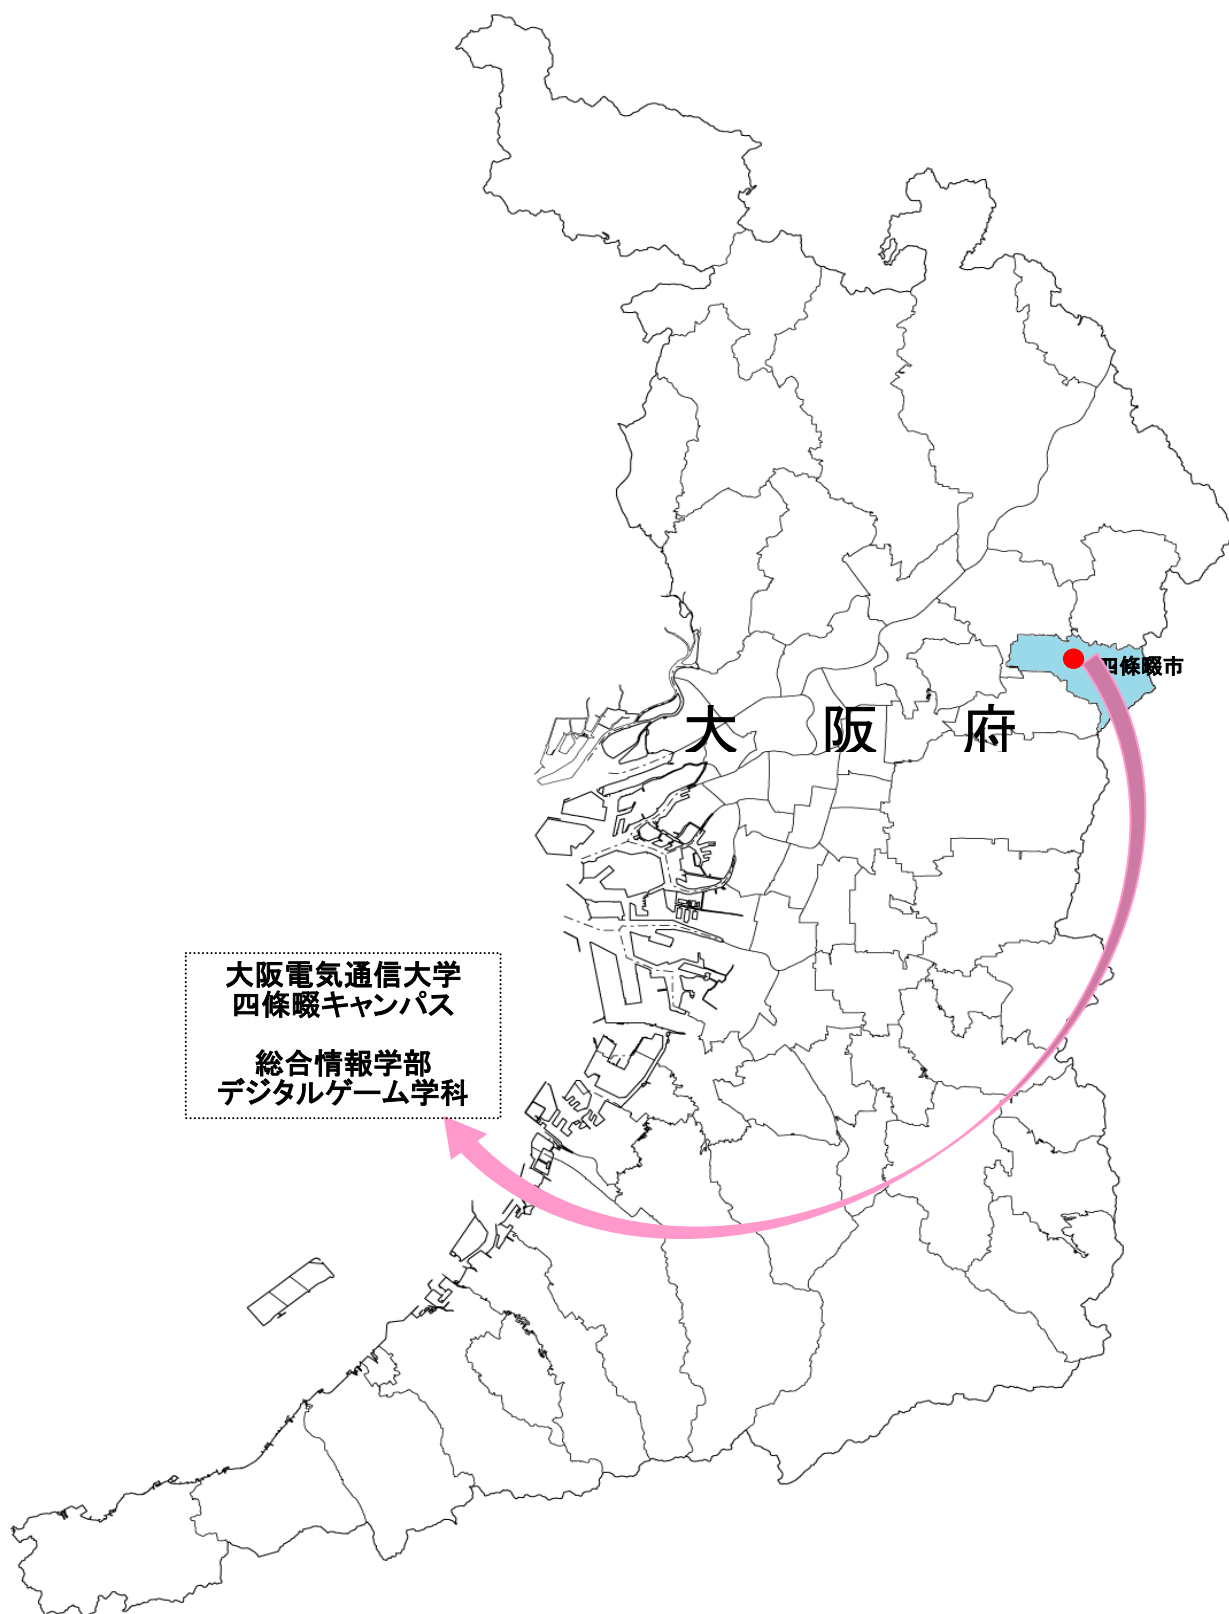 四條畷市
大阪府
大阪電気通信大学
四條畷キャンパス
総合情報学部
デジタルゲーム学科